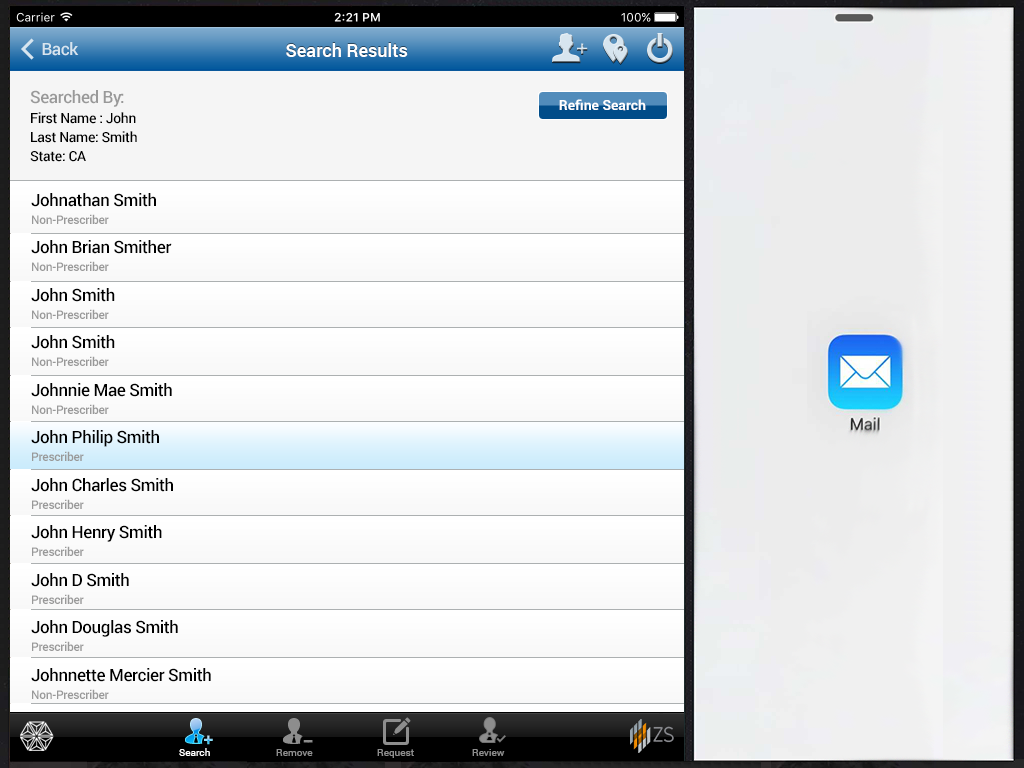 Carrier 2:21 PM 100%
Back Search Results
Searched By:
First Name : John
Last Name: Smith
State: CA
Refine Search
Johnathan Smith
Non-Prescriber
John Brian Smither
Non-Prescriber
John Smith
Non-Prescriber
John Smith
Non-Prescriber
Johnnie Mae Smith
Non-Prescriber
John Philip Smith
Prescriber
John Charles Smith
Prescriber
John Henry Smith
Prescriber
John D Smith
Prescriber
John Douglas Smith
Prescriber
Johnnette Mercier Smith
Non-Prescriber
Search Remove Request Review ZS
Mail